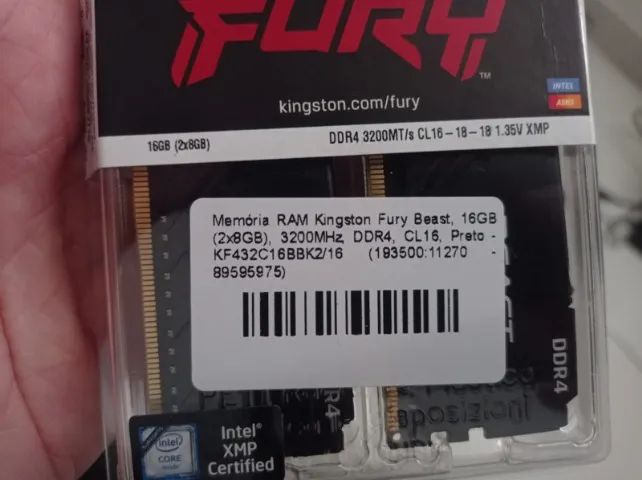 FURY
TM
kingston.com/fury
INTEL
AMD
16GB (2x8GB)
DDR4 3200MT/s CL16-18-18 1.35V XMP
Memória RAM Kingston Fury Beast, 16GB
(2x8GB), 3200MHz, DDR4, CL16, Preto -
KF432C16BBK2/16 (193500:11270 -
89595975)
DDR4
DDR4
intel
CORE
Intel®
XMP
Certified